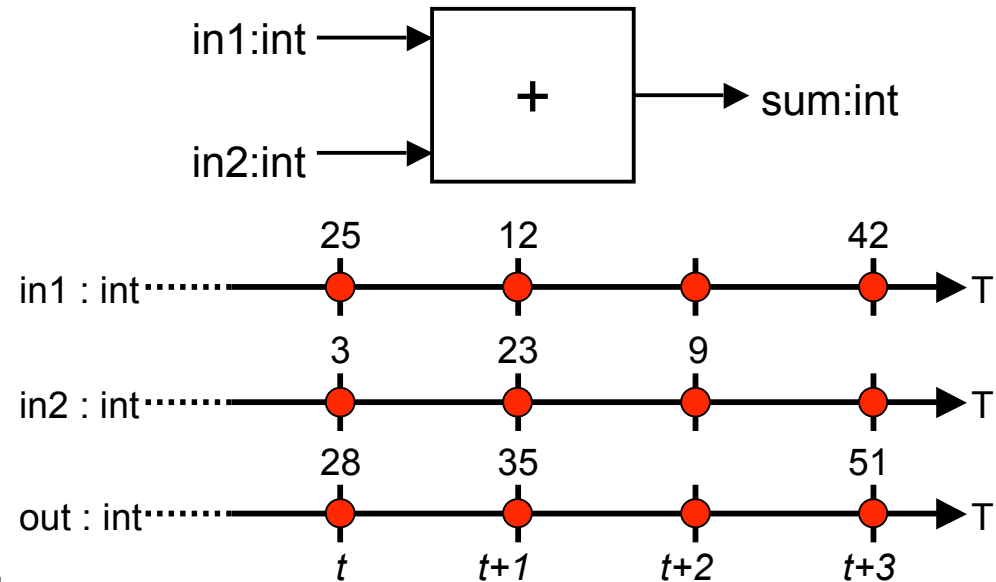 in1:int
+
sum:int
in2:int
25 12 42
in1 : int T
3 23 9
in2 : int T
28 35 51
out : int T
t t+1 t+2 t+3